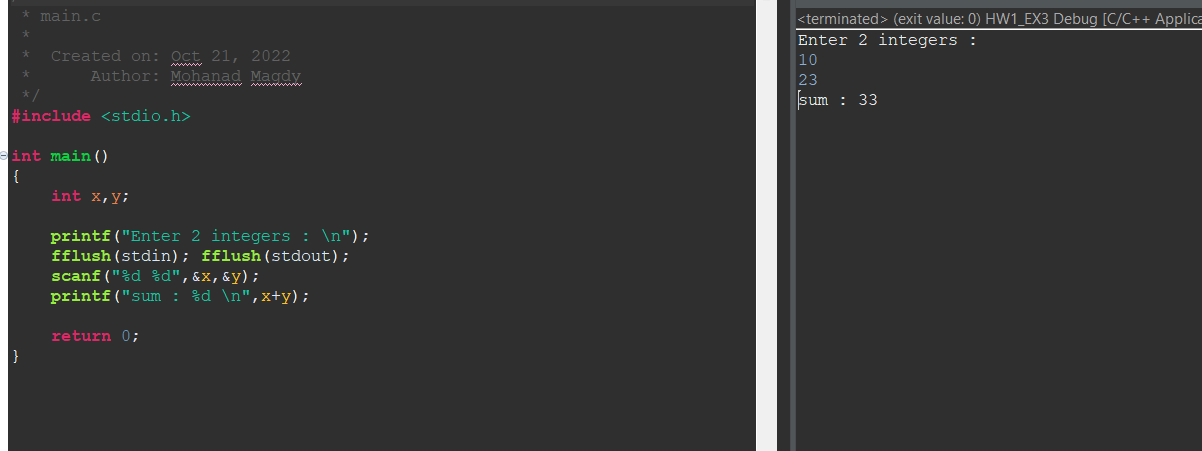 * main.c
*
*  Created on: Oct 21, 2022
*      Author: Mohanad Magdy
*/
#include <stdio.h>
int main()
{
    int x,y;
    printf("Enter 2 integers : \n");
    fflush(stdin); fflush(stdout);
    scanf("%d %d",&x,&y);
    printf("sum : %d \n",x+y);
    return 0;
}
<terminated> (exit value: 0) HW1_EX3 Debug [C/C++ Applica
Enter 2 integers :
10
23
sum : 33